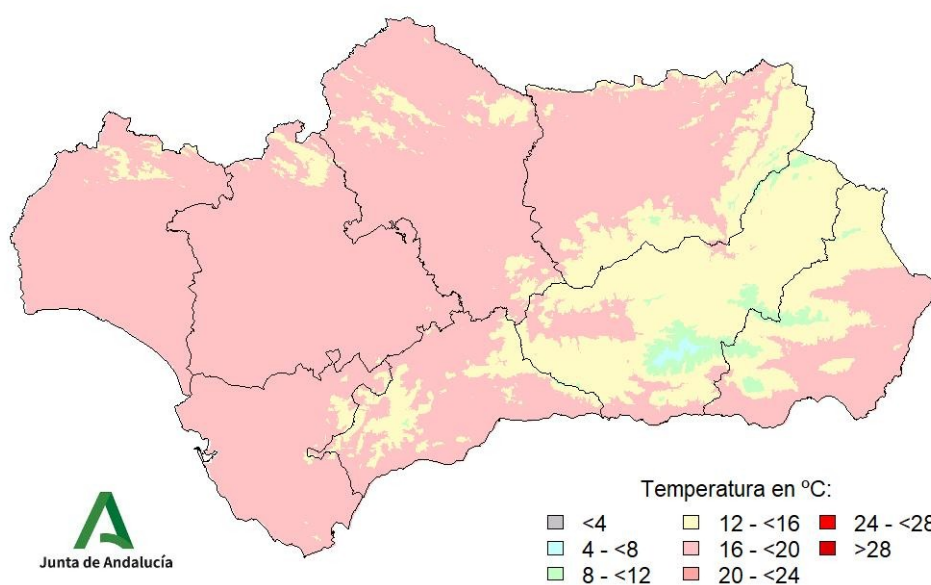 Temperatura en ºC:
<4
12 - <16
24 - <28
4 - <8
16 - <20
>28
8 - <12
20 - <24
Junta de Andalucía